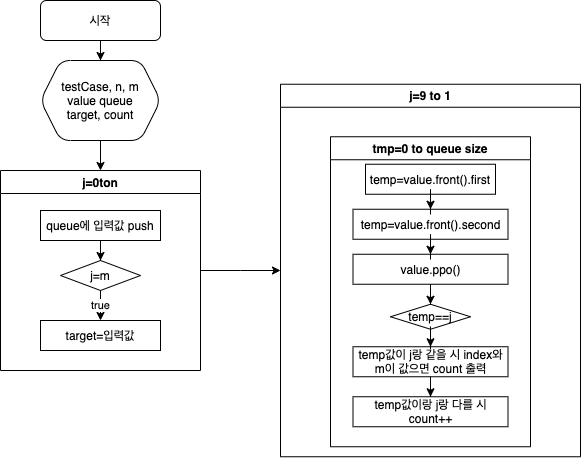 시작
testCase, n, m
value queue
target, count
j=0ton
queue에 입력값 push
j=m
true
target=입력값
j=9 to 1
tmp=0 to queue size
temp=value.front().first
temp=value.front().second
value.ppo()
temp==j
temp값이 j랑 같을 시 index와
m이 값으면 count 출력
temp값이랑 j랑 다를 시
count++